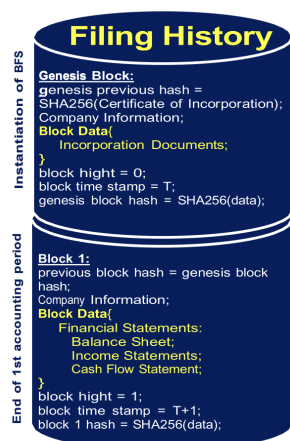 Filing History
Instantiation of BFS
Genesis Block:
genesis previous hash =
SHA256(Certificate of Incorporation);
Company Information;
Block Data{
Incorporation Documents;
}
block hight = 0;
block time stamp = T;
genesis block hash = SHA256(data);
End of 1st accounting period
Block 1:
previous block hash = genesis block
hash;
Company Information;
Block Data{
Financial Statements:
Balance Sheet;
Income Statements;
Cash Flow Statement;
}
block hight = 1;
block time stamp = T+1;
block 1 hash = SHA256(data);